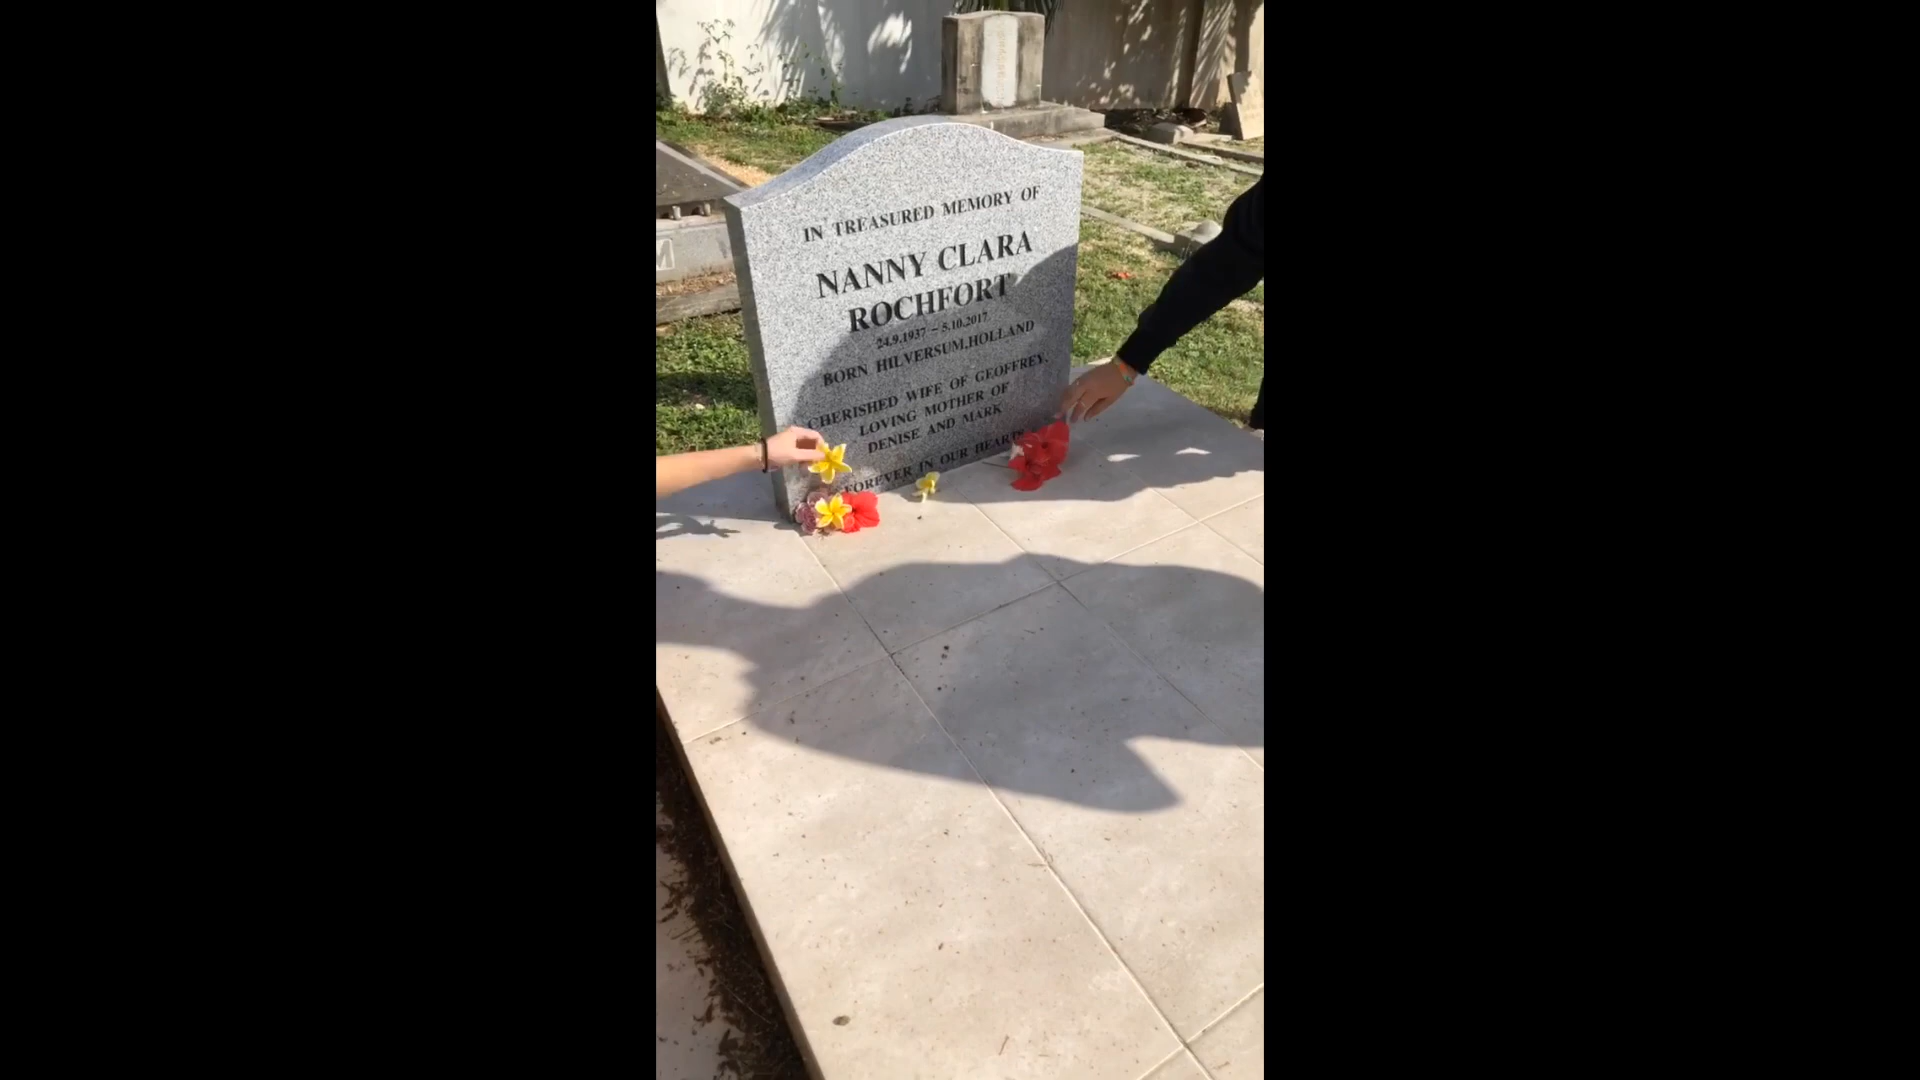 IN TREASURED MEMORY OF
NANNY CLARA
ROCHFORT
24.9.1937 - 5.10.2017
BORN HILVERSUM,HOLLAND
CHERISHED WIFE OF GEOFFREY,
LOVING MOTHER OF
DENISE AND MARK
FOREVER IN OUR HEARTS